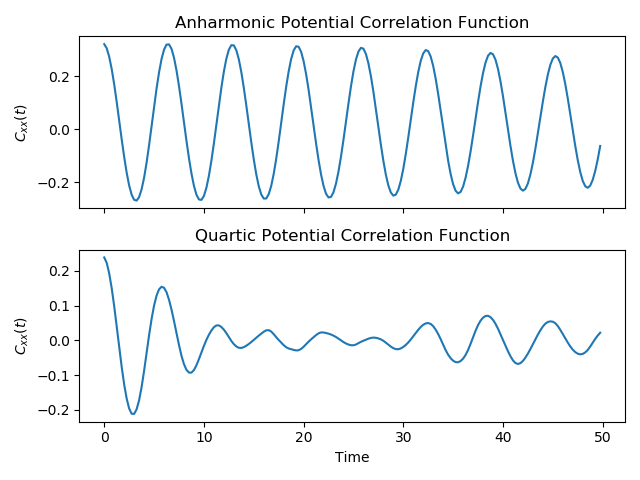 Anharmonic Potential Correlation Function
0.2
0.0
−0.2
C_{xx}(t)
Quartic Potential Correlation Function
0.2
0.1
0.0
−0.1
−0.2
C_{xx}(t)
0 10 20 30 40 50
Time